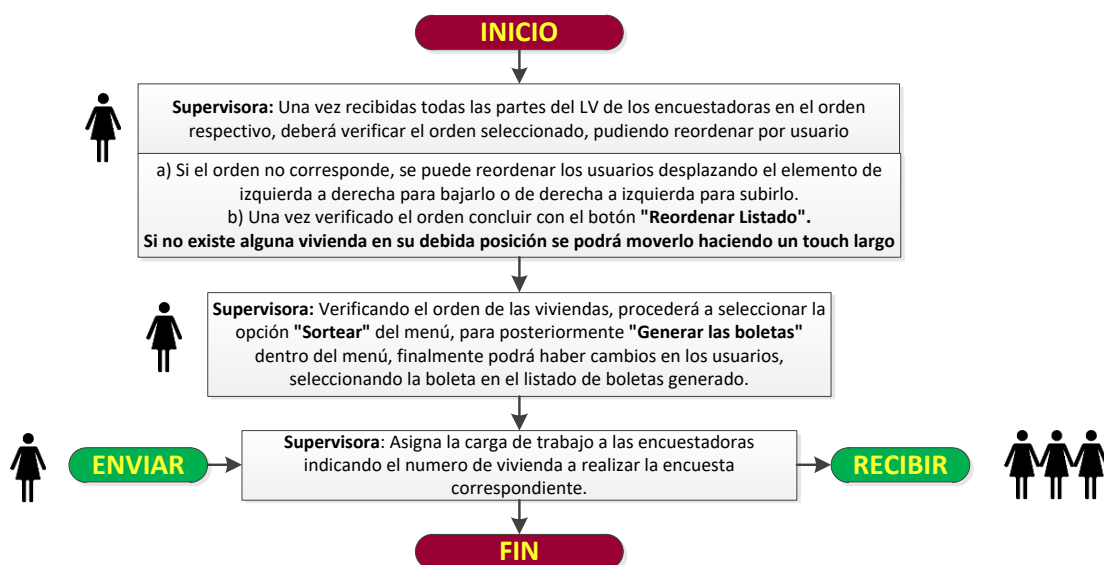 INICIO
Supervisora: Una vez recibidas todas las partes del LV de los encuestadoras en el orden
respectivo, deberá verificar el orden seleccionado, pudiendo reordenar por usuario
a) Si el orden no corresponde, se puede reordenar los usuarios desplazando el elemento de
izquierda a derecha para bajarlo o de derecha a izquierda para subirlo.
b) Una vez verificado el orden concluir con el botón "Reordenar Listado".
Si no existe alguna vivienda en su debida posición se podrá moverlo haciendo un touch largo
Supervisora: Verificando el orden de las viviendas, procederá a seleccionar la
opción "Sortear" del menú, para posteriormente "Generar las boletas"
dentro del menú, finalmente podrá haber cambios en los usuarios,
seleccionando la boleta en el listado de boletas generado.
ENVIAR
Supervisora: Asigna la carga de trabajo a las encuestadoras
indicando el numero de vivienda a realizar la encuesta
correspondiente.
RECIBIR
FIN